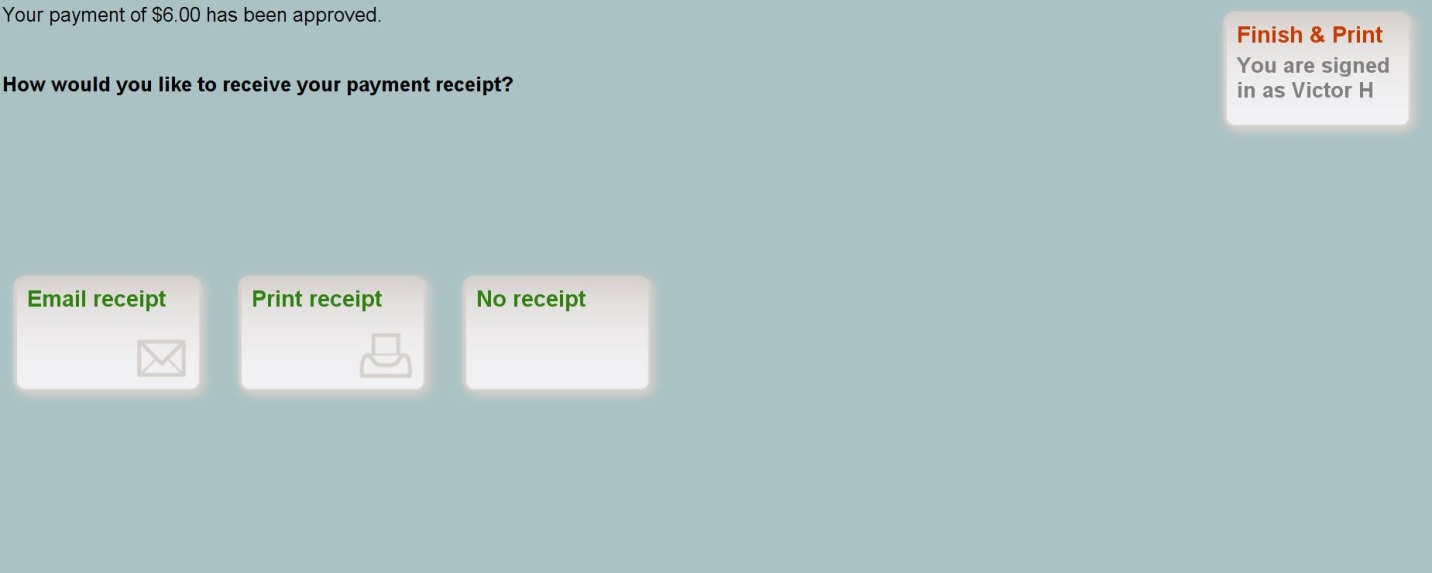 Your payment of $6.00 has been approved.
Finish & Print
You are signed
in as Victor H
How would you like to receive your payment receipt?
Email receipt
Print receipt
No receipt